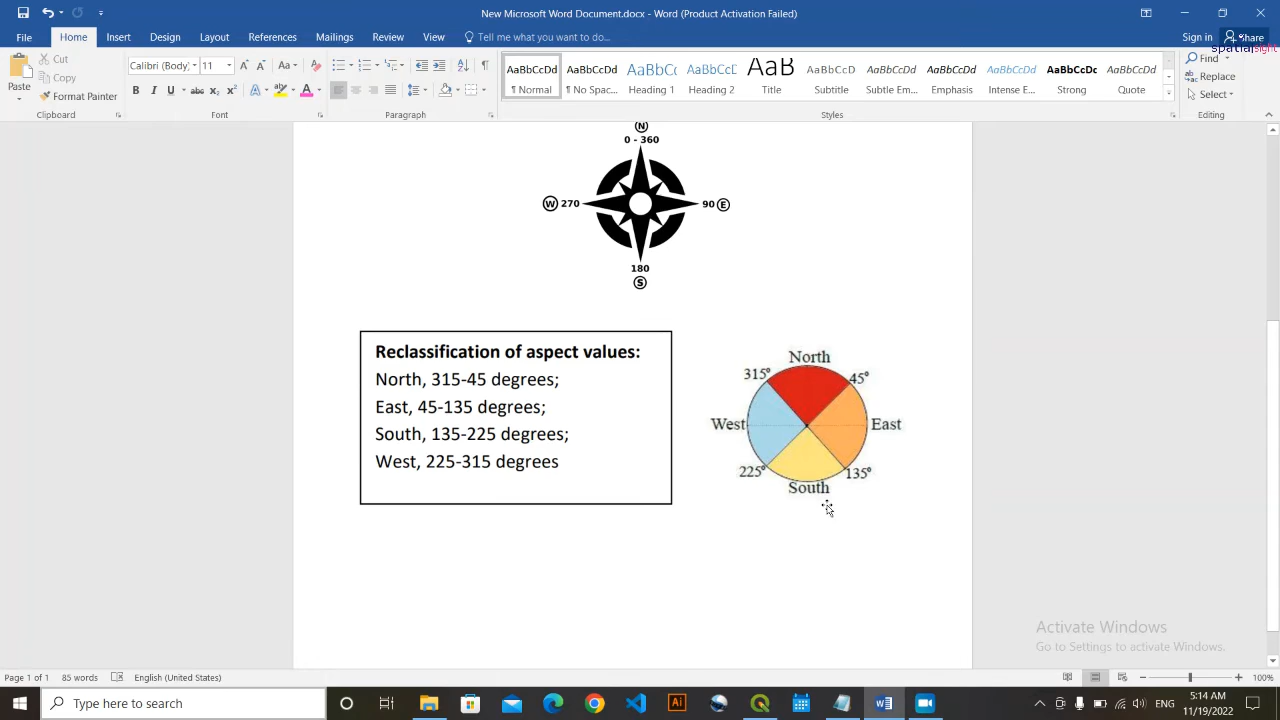 New Microsoft Word Document.docx - Word (Product Activation Failed)
File Home Insert Design Layout References Mailings Review View Tell me what you want to do... Sign in Share
spatialsight
Paste
Cut
Copy
Format Painter
Clipboard
Calibri (Body) 11
Font
Paragraph
AaBbCcDd AaBbCcDd AaBbCc AaBbCcC AaB AaBbCcD AaBbCcDd AaBbCcDd AaBbCcDd AaBbCcDc AaBbCcDd
¶ Normal ¶ No Spac... Heading 1 Heading 2 Title Subtitle Subtle Em... Emphasis Intense E... Strong Quote
Styles
Find
Replace
Select
Editing
N
0 - 360
W 270
90 E
180
S
Reclassification of aspect values:
North, 315-45 degrees;
East, 45-135 degrees;
South, 135-225 degrees;
West, 225-315 degrees
North
315° 45°
West East
225° 135°
South
Activate Windows
Go to Settings to activate Windows.
Page 1 of 1 85 words English (United States) 100%
Type here to search
5:14 AM
11/19/2022